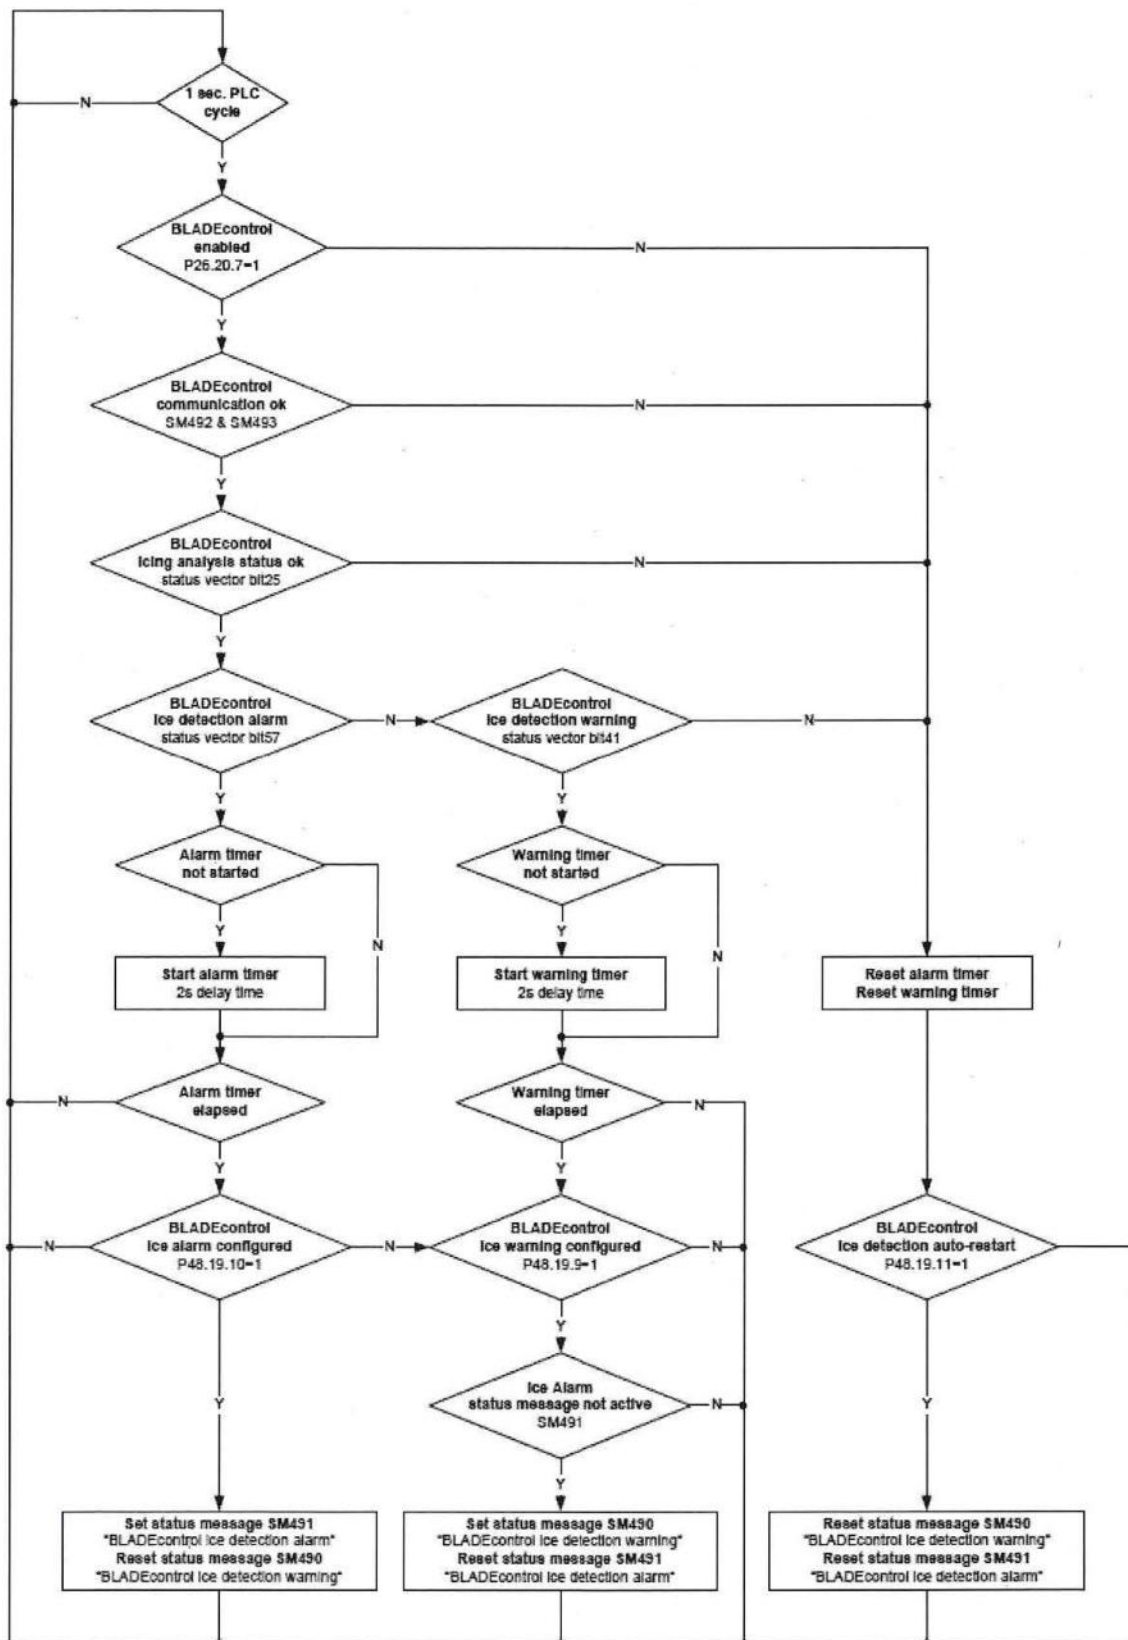 1 sec. PLC
cycle
N
Y
BLADEcontrol
enabled
P26.20.7=1
N
Y
BLADEcontrol
communication ok
SM492 & SM493
N
Y
BLADEcontrol
icing analysis status ok
status vector bit25
N
Y
BLADEcontrol
ice detection alarm
status vector bit57
N
BLADEcontrol
ice detection warning
status vector bit41
N
Y
Y
Alarm timer
not started
Warning timer
not started
Y
N
Y
N
Start alarm timer
2s delay time
Start warning timer
2s delay time
Reset alarm timer
Reset warning timer
Alarm timer
elapsed
N
Warning timer
elapsed
N
Y
Y
BLADEcontrol
ice alarm configured
P48.19.10=1
N
N
BLADEcontrol
ice warning configured
P48.19.9=1
N
BLADEcontrol
ice detection auto-restart
P48.19.11=1
Y
Ice Alarm
status message not active
SM491
N
Y
Y
Y
Set status message SM491
"BLADEcontrol ice detection alarm"
Reset status message SM490
"BLADEcontrol ice detection warning"
Set status message SM490
"BLADEcontrol ice detection warning"
Reset status message SM491
"BLADEcontrol ice detection alarm"
Reset status message SM490
"BLADEcontrol ice detection warning"
Reset status message SM491
"BLADEcontrol ice detection alarm"